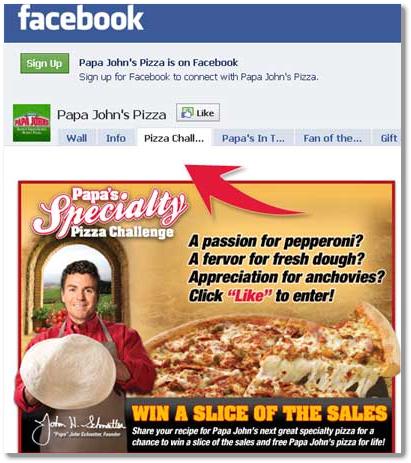 facebook
Sign Up
Papa John's Pizza is on Facebook
Sign up for Facebook to connect with Papa John's Pizza.
PAPA JOHNS
Papa John's Pizza
Like
Wall Info Pizza Chall... Papa's In T... Fan of the... Gift
Papa's
Specialty
Pizza Challenge
A passion for pepperoni?
A fervor for fresh dough?
Appreciation for anchovies?
Click "Like" to enter!
WIN A SLICE OF THE SALES
Share your recipe for Papa John's next great specialty pizza for a
chance to win a slice of the sales and free Papa John's pizza for life!
John H. Schnatter
"Papa" John Schnatter, Founder